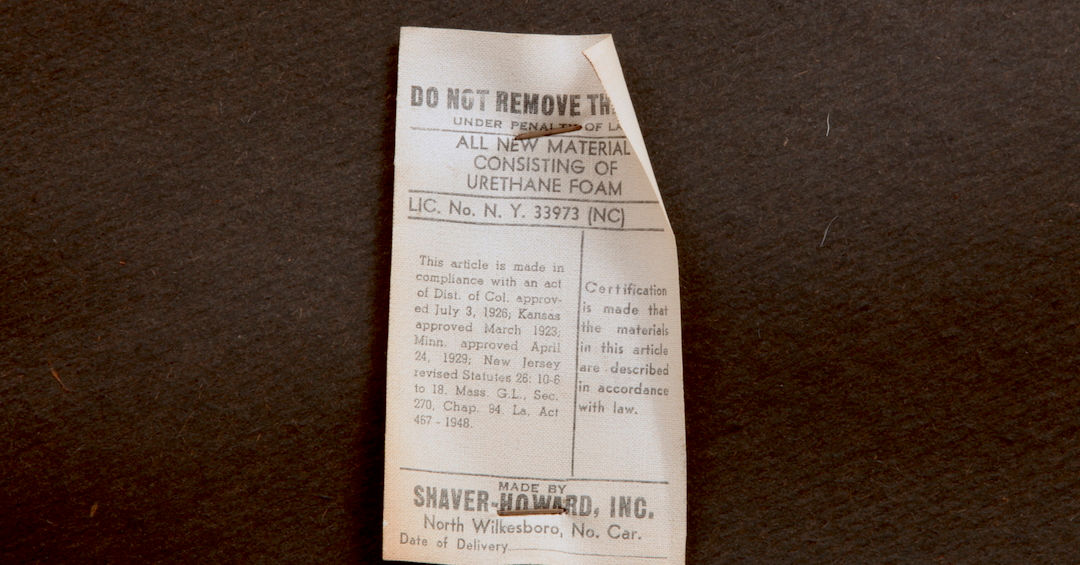 DO NOT REMOVE TH
UNDER PENALTY OF LA
ALL NEW MATERIAL
CONSISTING OF
URETHANE FOAM
LIC. No. N. Y. 33973 (NC)
This article is made in
compliance with an act
of Dist. of Col. approv-
ed July 3, 1926; Kansas
approved March 1923;
Minn. approved April
24, 1929; New Jersey
revised Statutes 26: 10-6
to 18. Mass. G.L., Sec.
270, Chap. 94. La. Act
467 - 1948.
Certification
is made that
the materials
in this article
are described
in accordance
with law.
MADE BY
SHAVER-HOWARD, INC.
North Wilkesboro, No. Car.
Date of Delivery